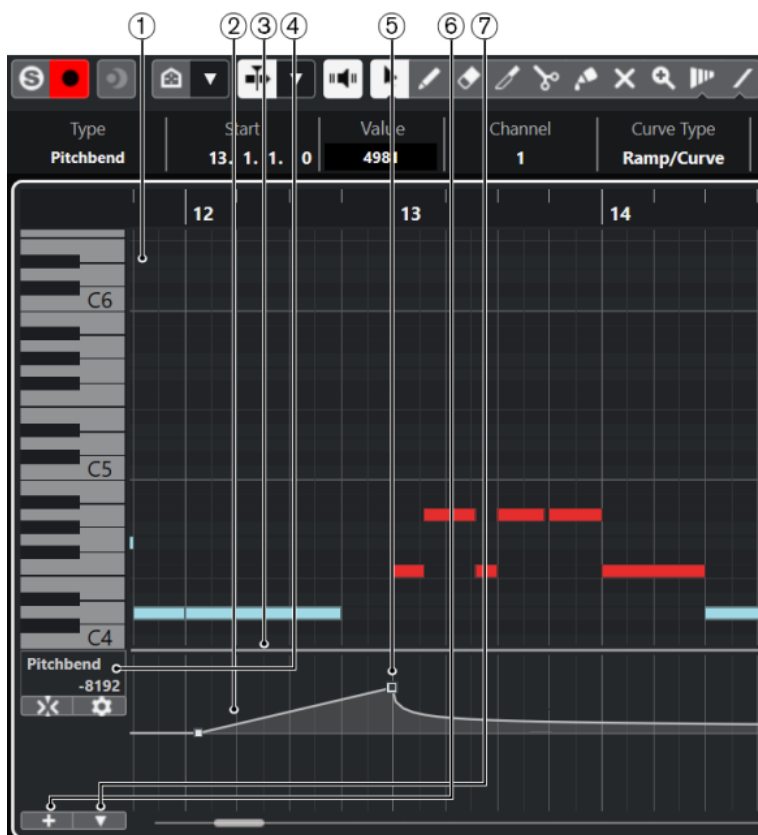 ① ② ③ ④ ⑤ ⑥ ⑦
S
Type Start Value Channel Curve Type
Pitchbend 13. 1. 1. 0 4981 1 Ramp/Curve
12 13 14
C6
C5
C4
Pitchbend
-8192